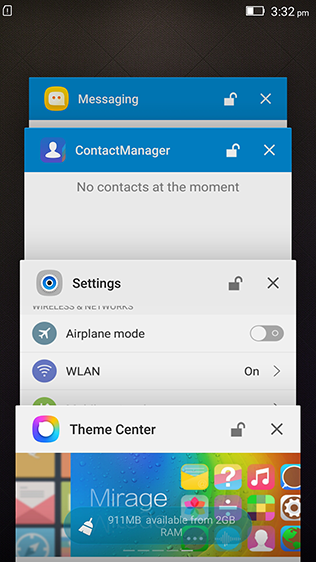 3:32 pm
Messaging
ContactManager
No contacts at the moment
Settings
WIRELESS & NETWORKS
Airplane mode
WLAN
On
Theme Center
Mirage
911MB available from 2GB
RAM